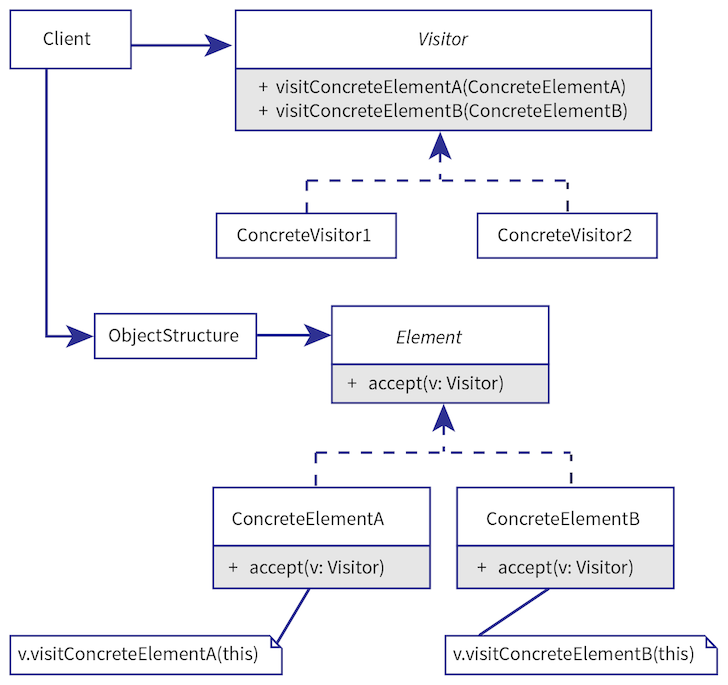 Client
Visitor
+ visitConcreteElementA(ConcreteElementA)
+ visitConcreteElementB(ConcreteElementB)
ConcreteVisitor1
ConcreteVisitor2
ObjectStructure
Element
+ accept(v: Visitor)
ConcreteElementA
+ accept(v: Visitor)
ConcreteElementB
+ accept(v: Visitor)
v.visitConcreteElementA(this)
v.visitConcreteElementB(this)